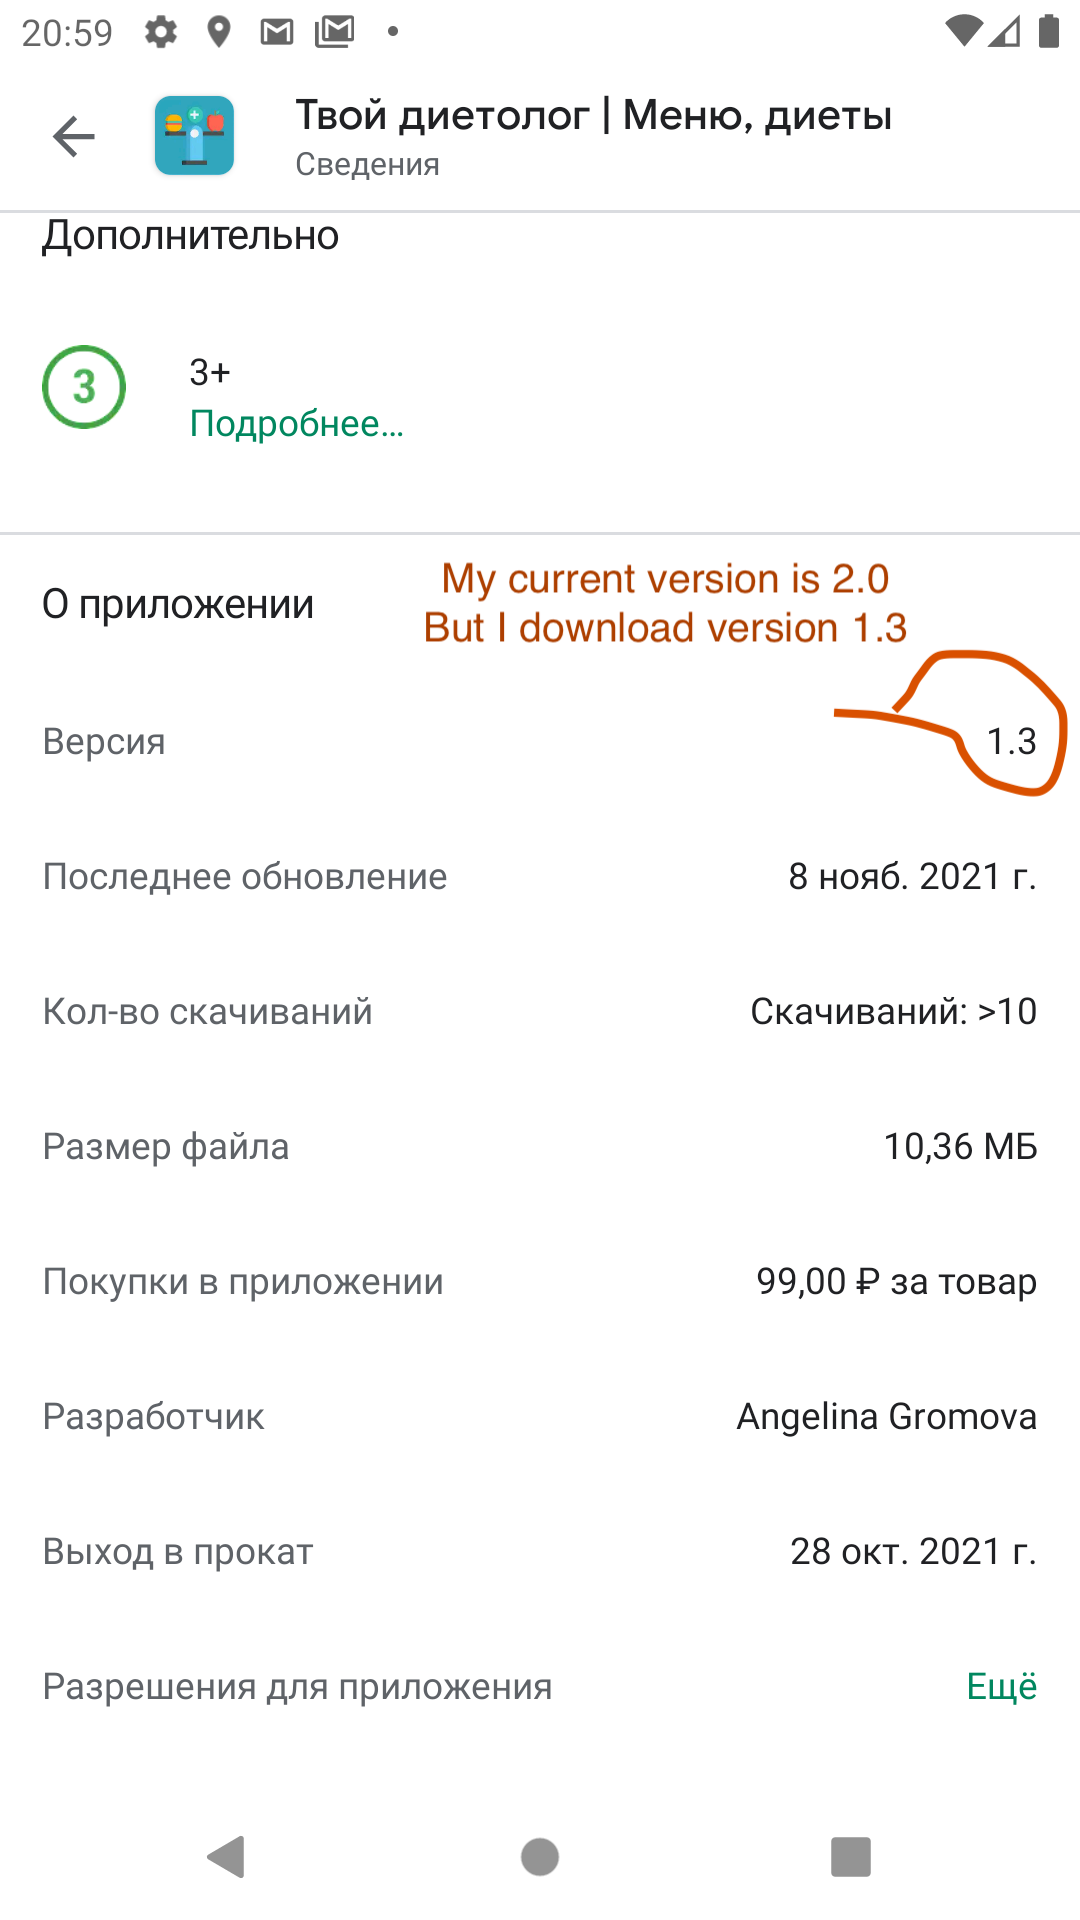 20:59
Твой диетолог | Меню, диеты
Сведения
Дополнительно
3
3+
Подробнее...
My current version is 2.0
But I download version 1.3
О приложении
Версия 1.3
Последнее обновление 8 нояб. 2021 г.
Кол-во скачиваний Скачиваний: >10
Размер файла 10,36 МБ
Покупки в приложении 99,00 ₽ за товар
Разработчик Angelina Gromova
Выход в прокат 28 окт. 2021 г.
Разрешения для приложения Ещё